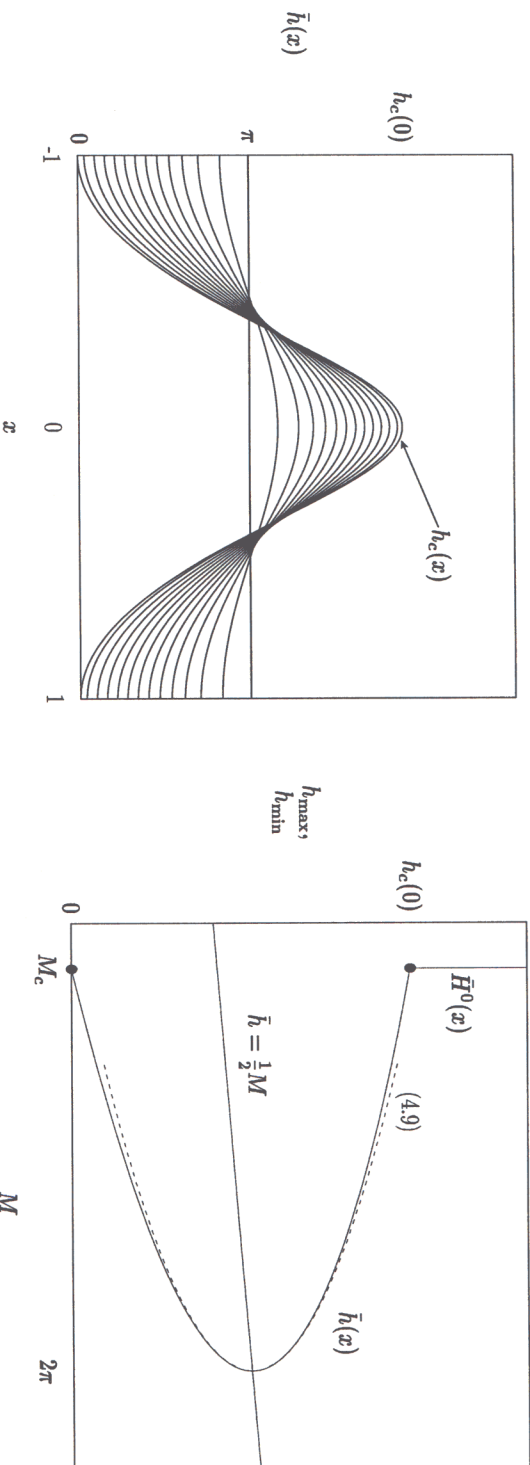 h̄(x)
h_c(0)
π
0
-1
0
1
x
h_c(x)
h_max,
h_min
h_c(0)
0
M_c
2π
M
H̄⁰(x)
(4.9)
h̄ = ½M
h̄(x)